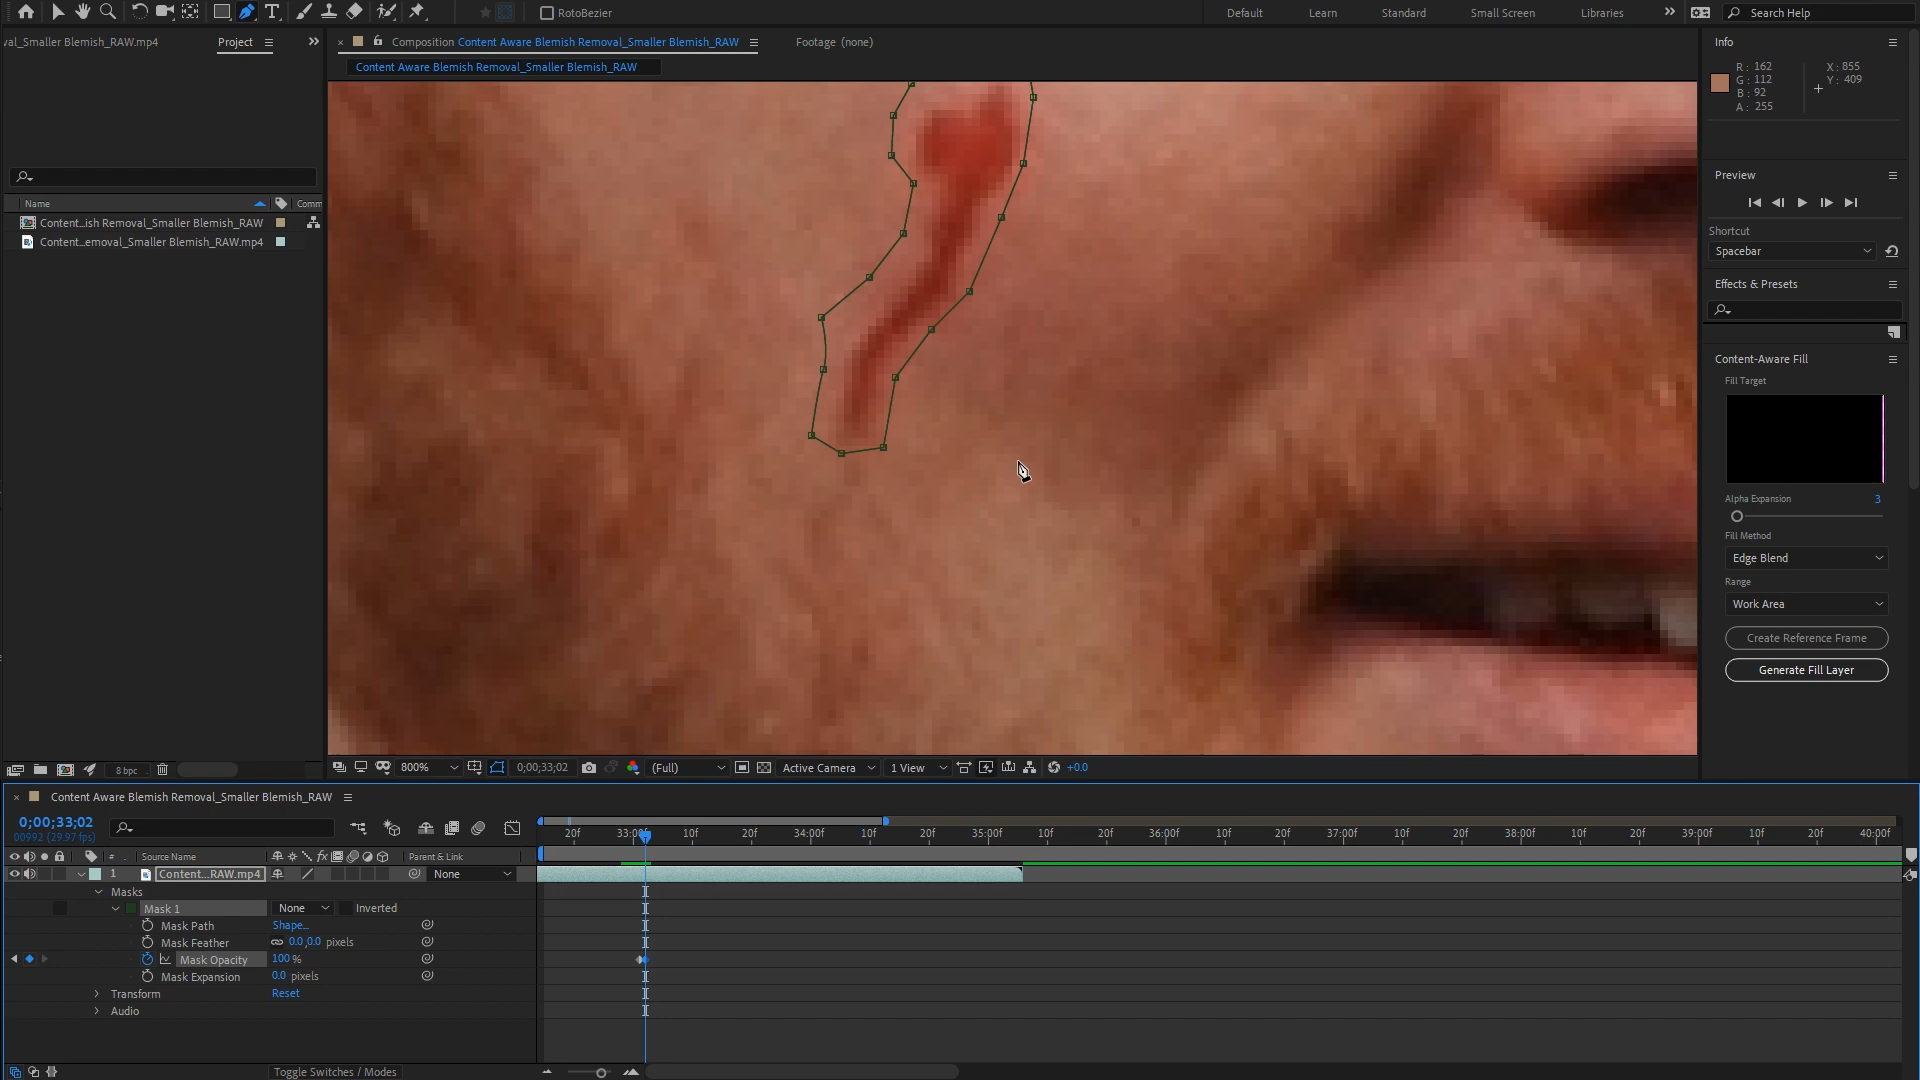 RotoBezier
Default
Learn
Standard
Small Screen
Libraries
Search Help
val_Smaller Blemish_RAW.mp4
Project
Composition Content Aware Blemish Removal_Smaller Blemish_RAW
Footage (none)
Content Aware Blemish Removal_Smaller Blemish_RAW
Info
R: 162
G: 112
B: 92
A: 255
X: 855
Y: 409
Preview
Shortcut
Spacebar
Effects & Presets
Content-Aware Fill
Fill Target
Alpha Expansion 3
Fill Method
Edge Blend
Range
Work Area
Create Reference Frame
Generate Fill Layer
Name
Comm
Content...ish Removal_Smaller Blemish_RAW
Content...emoval_Smaller Blemish_RAW.mp4
8 bpc
800%
0;00;33;02
(Full)
Active Camera
1 View
+0.0
Content Aware Blemish Removal_Smaller Blemish_RAW
0;00;33;02
00992 (29.97 fps)
20f 33:00f 10f 20f 34:00f 10f 20f 35:00f 10f 20f 36:00f 10f 20f 37:00f 10f 20f 38:00f 10f 20f 39:00f 10f 20f 40:00f
# Source Name fx Parent & Link
1 Content...RAW.mp4 None
Masks
Mask 1 None Inverted
Mask Path Shape...
Mask Feather 0.0,0.0 pixels
Mask Opacity 100 %
Mask Expansion 0.0 pixels
Transform Reset
Audio
Toggle Switches / Modes